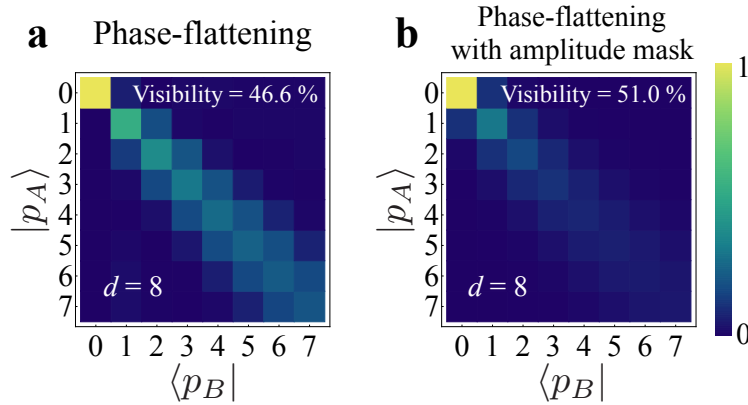 a Phase-flattening
b Phase-flattening
with amplitude mask
Visibility = 46.6 %
Visibility = 51.0 %
0
1
2
3
4
5
6
7
|p_A⟩
d = 8
0 1 2 3 4 5 6 7
⟨p_B|
0
1
2
3
4
5
6
7
|p_A⟩
d = 8
0 1 2 3 4 5 6 7
⟨p_B|
1
0